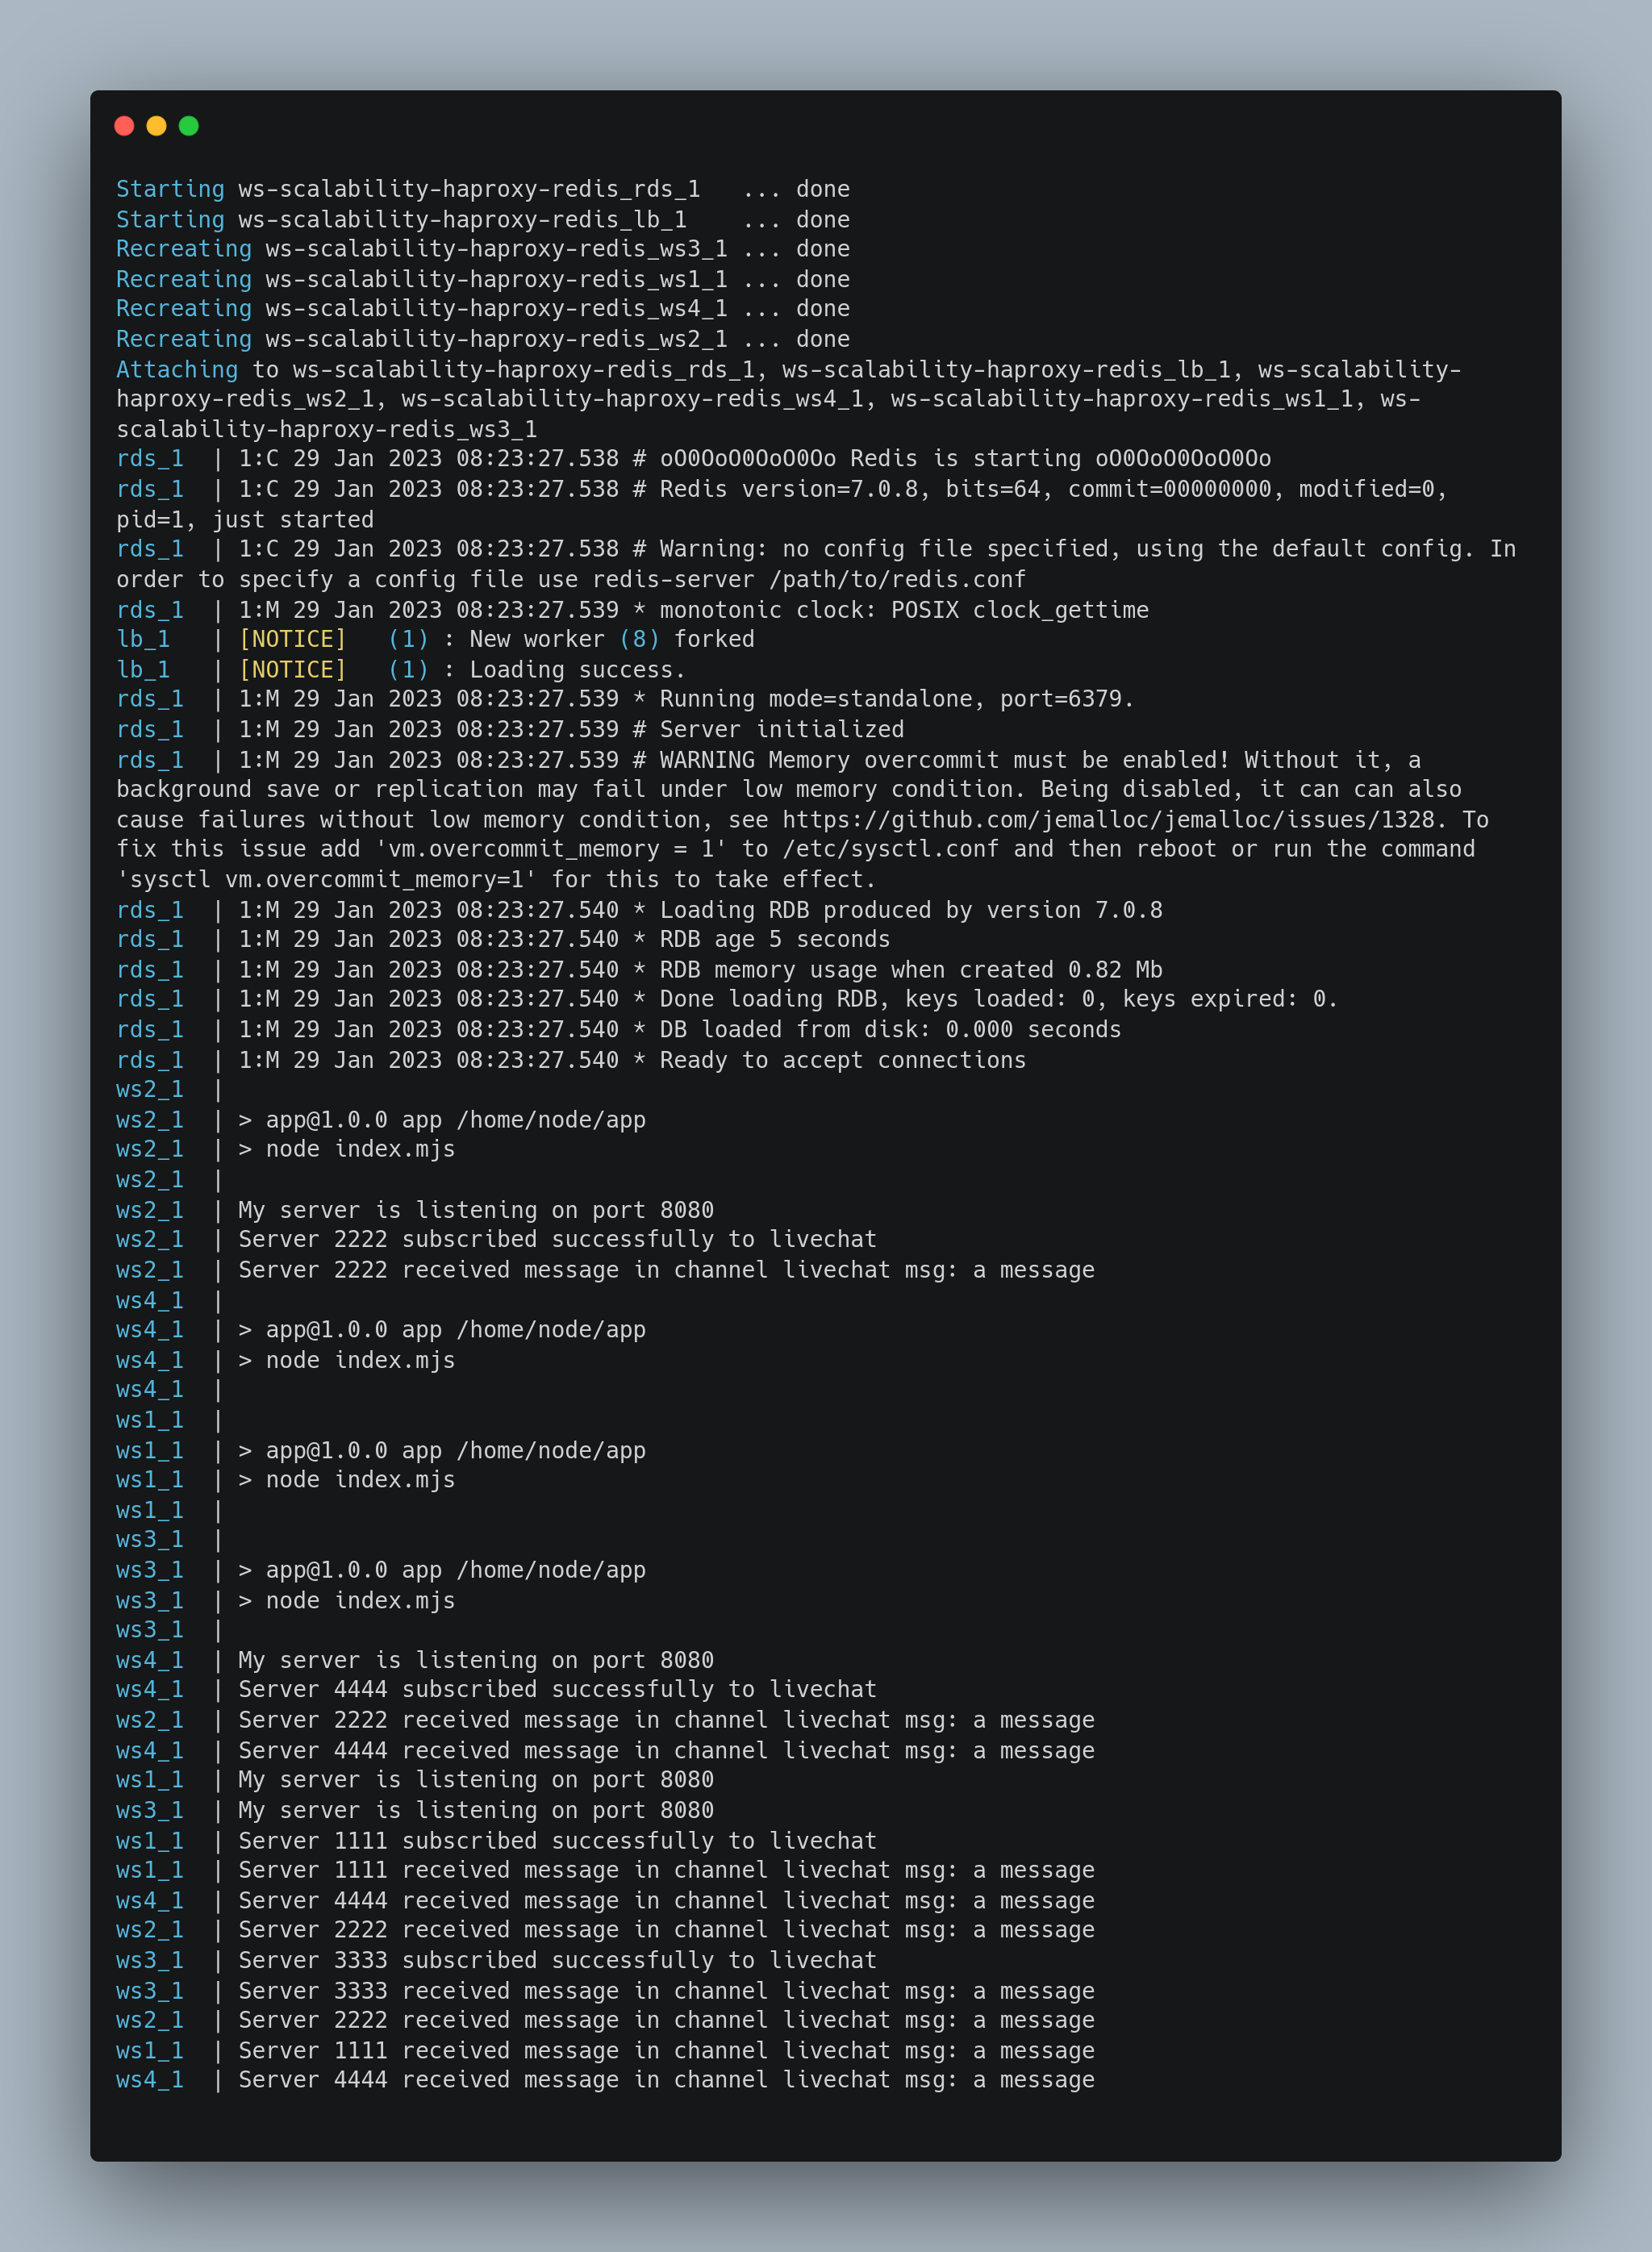 Starting ws-scalability-haproxy-redis_rds_1   ... done
Starting ws-scalability-haproxy-redis_lb_1    ... done
Recreating ws-scalability-haproxy-redis_ws3_1 ... done
Recreating ws-scalability-haproxy-redis_ws1_1 ... done
Recreating ws-scalability-haproxy-redis_ws4_1 ... done
Recreating ws-scalability-haproxy-redis_ws2_1 ... done
Attaching to ws-scalability-haproxy-redis_rds_1, ws-scalability-haproxy-redis_lb_1, ws-scalability-
haproxy-redis_ws2_1, ws-scalability-haproxy-redis_ws4_1, ws-scalability-haproxy-redis_ws1_1, ws-
scalability-haproxy-redis_ws3_1
rds_1  | 1:C 29 Jan 2023 08:23:27.538 # oO0OoO0OoO0Oo Redis is starting oO0OoO0OoO0Oo
rds_1  | 1:C 29 Jan 2023 08:23:27.538 # Redis version=7.0.8, bits=64, commit=00000000, modified=0,
pid=1, just started
rds_1  | 1:C 29 Jan 2023 08:23:27.538 # Warning: no config file specified, using the default config. In
order to specify a config file use redis-server /path/to/redis.conf
rds_1  | 1:M 29 Jan 2023 08:23:27.539 * monotonic clock: POSIX clock_gettime
lb_1   | [NOTICE]   (1) : New worker (8) forked
lb_1   | [NOTICE]   (1) : Loading success.
rds_1  | 1:M 29 Jan 2023 08:23:27.539 * Running mode=standalone, port=6379.
rds_1  | 1:M 29 Jan 2023 08:23:27.539 # Server initialized
rds_1  | 1:M 29 Jan 2023 08:23:27.539 # WARNING Memory overcommit must be enabled! Without it, a
background save or replication may fail under low memory condition. Being disabled, it can can also
cause failures without low memory condition, see https://github.com/jemalloc/jemalloc/issues/1328. To
fix this issue add 'vm.overcommit_memory = 1' to /etc/sysctl.conf and then reboot or run the command
'sysctl vm.overcommit_memory=1' for this to take effect.
rds_1  | 1:M 29 Jan 2023 08:23:27.540 * Loading RDB produced by version 7.0.8
rds_1  | 1:M 29 Jan 2023 08:23:27.540 * RDB age 5 seconds
rds_1  | 1:M 29 Jan 2023 08:23:27.540 * RDB memory usage when created 0.82 Mb
rds_1  | 1:M 29 Jan 2023 08:23:27.540 * Done loading RDB, keys loaded: 0, keys expired: 0.
rds_1  | 1:M 29 Jan 2023 08:23:27.540 * DB loaded from disk: 0.000 seconds
rds_1  | 1:M 29 Jan 2023 08:23:27.540 * Ready to accept connections
ws2_1  |
ws2_1  | > app@1.0.0 app /home/node/app
ws2_1  | > node index.mjs
ws2_1  |
ws2_1  | My server is listening on port 8080
ws2_1  | Server 2222 subscribed successfully to livechat
ws2_1  | Server 2222 received message in channel livechat msg: a message
ws4_1  |
ws4_1  | > app@1.0.0 app /home/node/app
ws4_1  | > node index.mjs
ws4_1  |
ws1_1  |
ws1_1  | > app@1.0.0 app /home/node/app
ws1_1  | > node index.mjs
ws1_1  |
ws3_1  |
ws3_1  | > app@1.0.0 app /home/node/app
ws3_1  | > node index.mjs
ws3_1  |
ws4_1  | My server is listening on port 8080
ws4_1  | Server 4444 subscribed successfully to livechat
ws2_1  | Server 2222 received message in channel livechat msg: a message
ws4_1  | Server 4444 received message in channel livechat msg: a message
ws1_1  | My server is listening on port 8080
ws3_1  | My server is listening on port 8080
ws1_1  | Server 1111 subscribed successfully to livechat
ws1_1  | Server 1111 received message in channel livechat msg: a message
ws4_1  | Server 4444 received message in channel livechat msg: a message
ws2_1  | Server 2222 received message in channel livechat msg: a message
ws3_1  | Server 3333 subscribed successfully to livechat
ws3_1  | Server 3333 received message in channel livechat msg: a message
ws2_1  | Server 2222 received message in channel livechat msg: a message
ws1_1  | Server 1111 received message in channel livechat msg: a message
ws4_1  | Server 4444 received message in channel livechat msg: a message